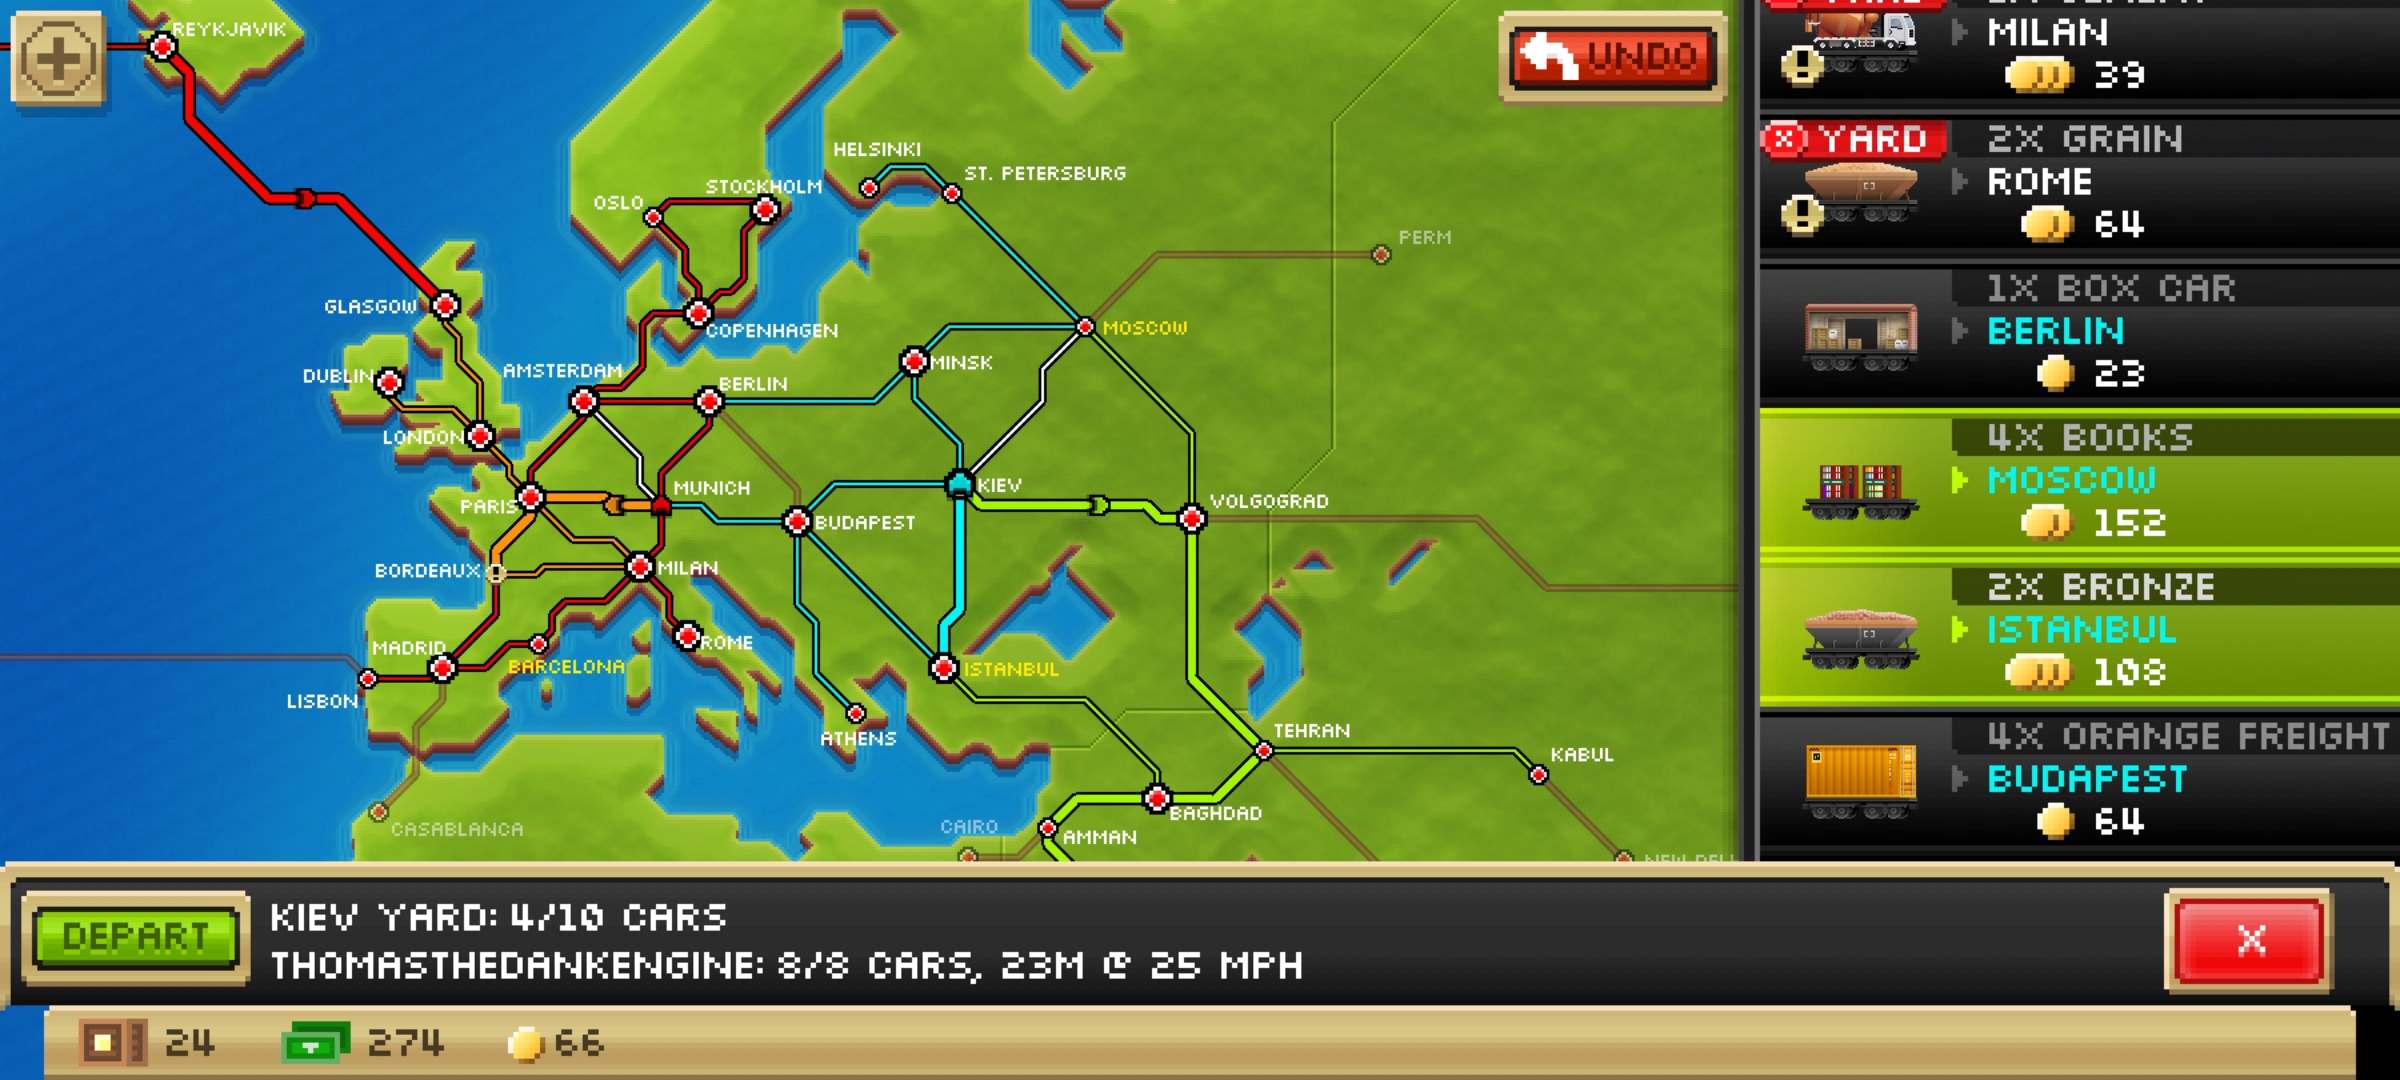 REYKJAVIK
UNDO
HELSINKI
ST. PETERSBURG
STOCKHOLM
OSLO
PERM
GLASGOW
COPENHAGEN
MOSCOW
MINSK
DUBLIN
AMSTERDAM
BERLIN
LONDON
PARIS
MUNICH
KIEV
VOLGOGRAD
BUDAPEST
BORDEAUX
MILAN
MADRID
ROME
BARCELONA
ISTANBUL
LISBON
ATHENS
TEHRAN
KABUL
CASABLANCA
CAIRO
AMMAN
BAGHDAD
MILAN
39
YARD
2X GRAIN
ROME
64
1X BOX CAR
BERLIN
23
4X BOOKS
MOSCOW
152
2X BRONZE
ISTANBUL
108
4X ORANGE FREIGHT
BUDAPEST
64
DEPART
KIEV YARD: 4/10 CARS
THOMASTHEDANKENGINE: 8/8 CARS, 23M @ 25 MPH
X
24
274
66